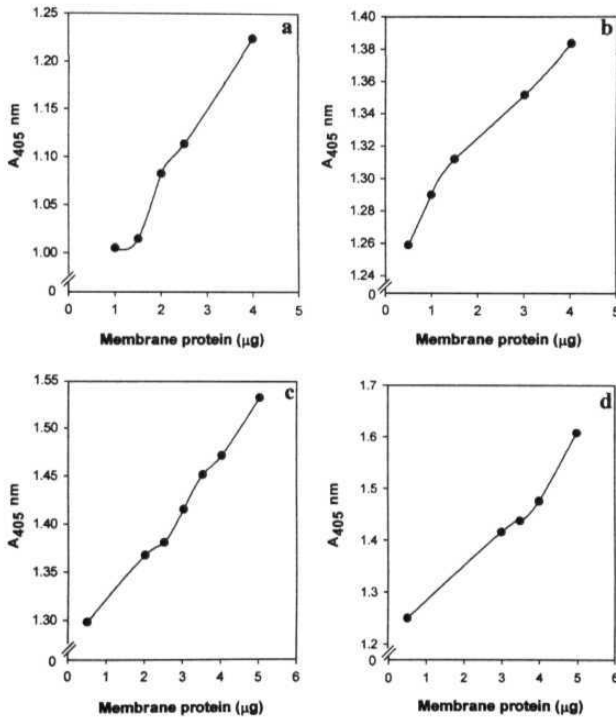 a
1.25
1.20
1.15
1.10
1.05
1.00
0
A405 nm
0 1 2 3 4 5
Membrane protein (µg)
b
1.40
1.38
1.36
1.34
1.32
1.30
1.28
1.26
1.24
0
A405 nm
0 1 2 3 4 5
Membrane protein (µg)
c
1.55
1.50
1.45
1.40
1.35
1.30
0
A405 nm
0 1 2 3 4 5 6
Membrane protein (µg)
d
1.7
1.6
1.5
1.4
1.3
1.2
0
A405 nm
0 1 2 3 4 5 6
Membrane protein (µg)